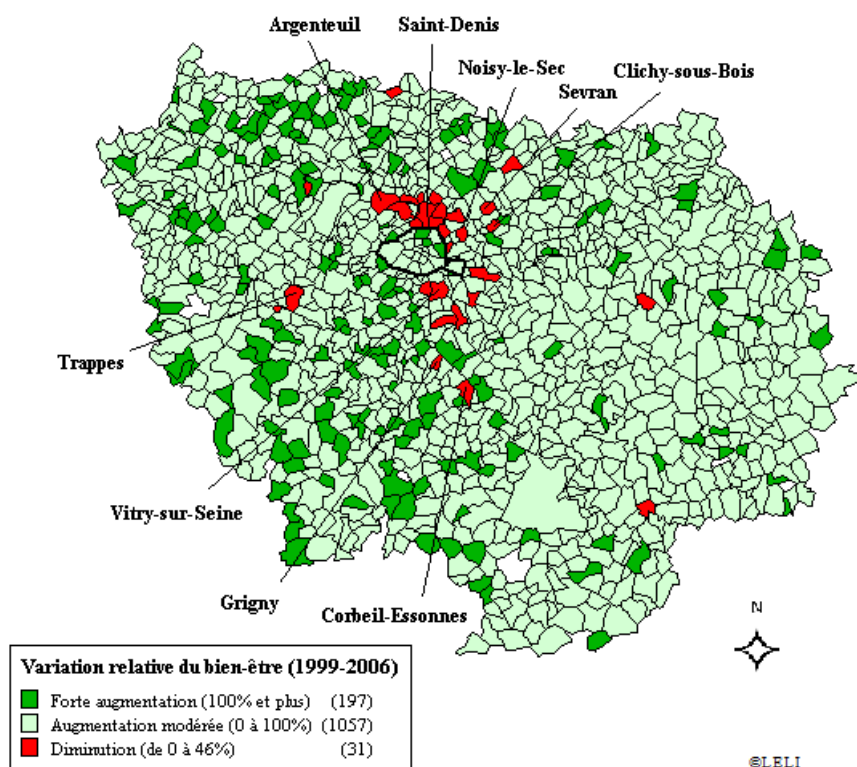 Argenteuil
Saint-Denis
Noisy-le-Sec
Clichy-sous-Bois
Sevran
Trappes
Vitry-sur-Seine
Grigny
Corbeil-Essonnes
N
Variation relative du bien-être (1999-2006)
Forte augmentation (100% et plus) (197)
Augmentation modérée (0 à 100%) (1057)
Diminution (de 0 à 46%) (31)
©LELI